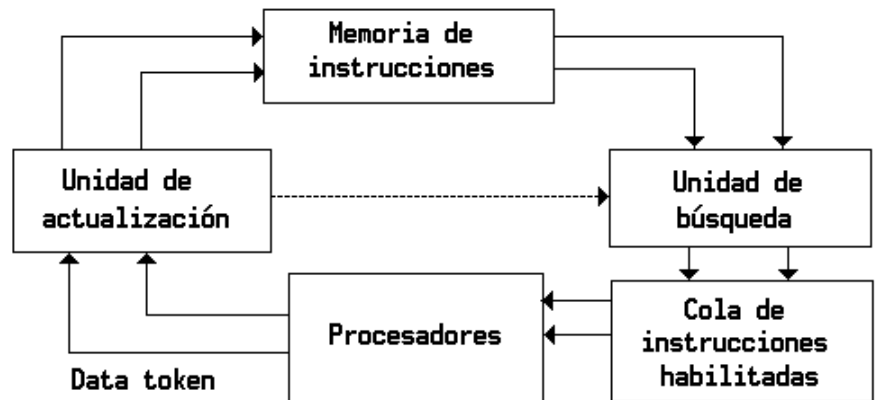 Memoria de
instrucciones
Unidad de
actualización
Unidad de
búsqueda
Procesadores
Cola de
instrucciones
habilitadas
Data token